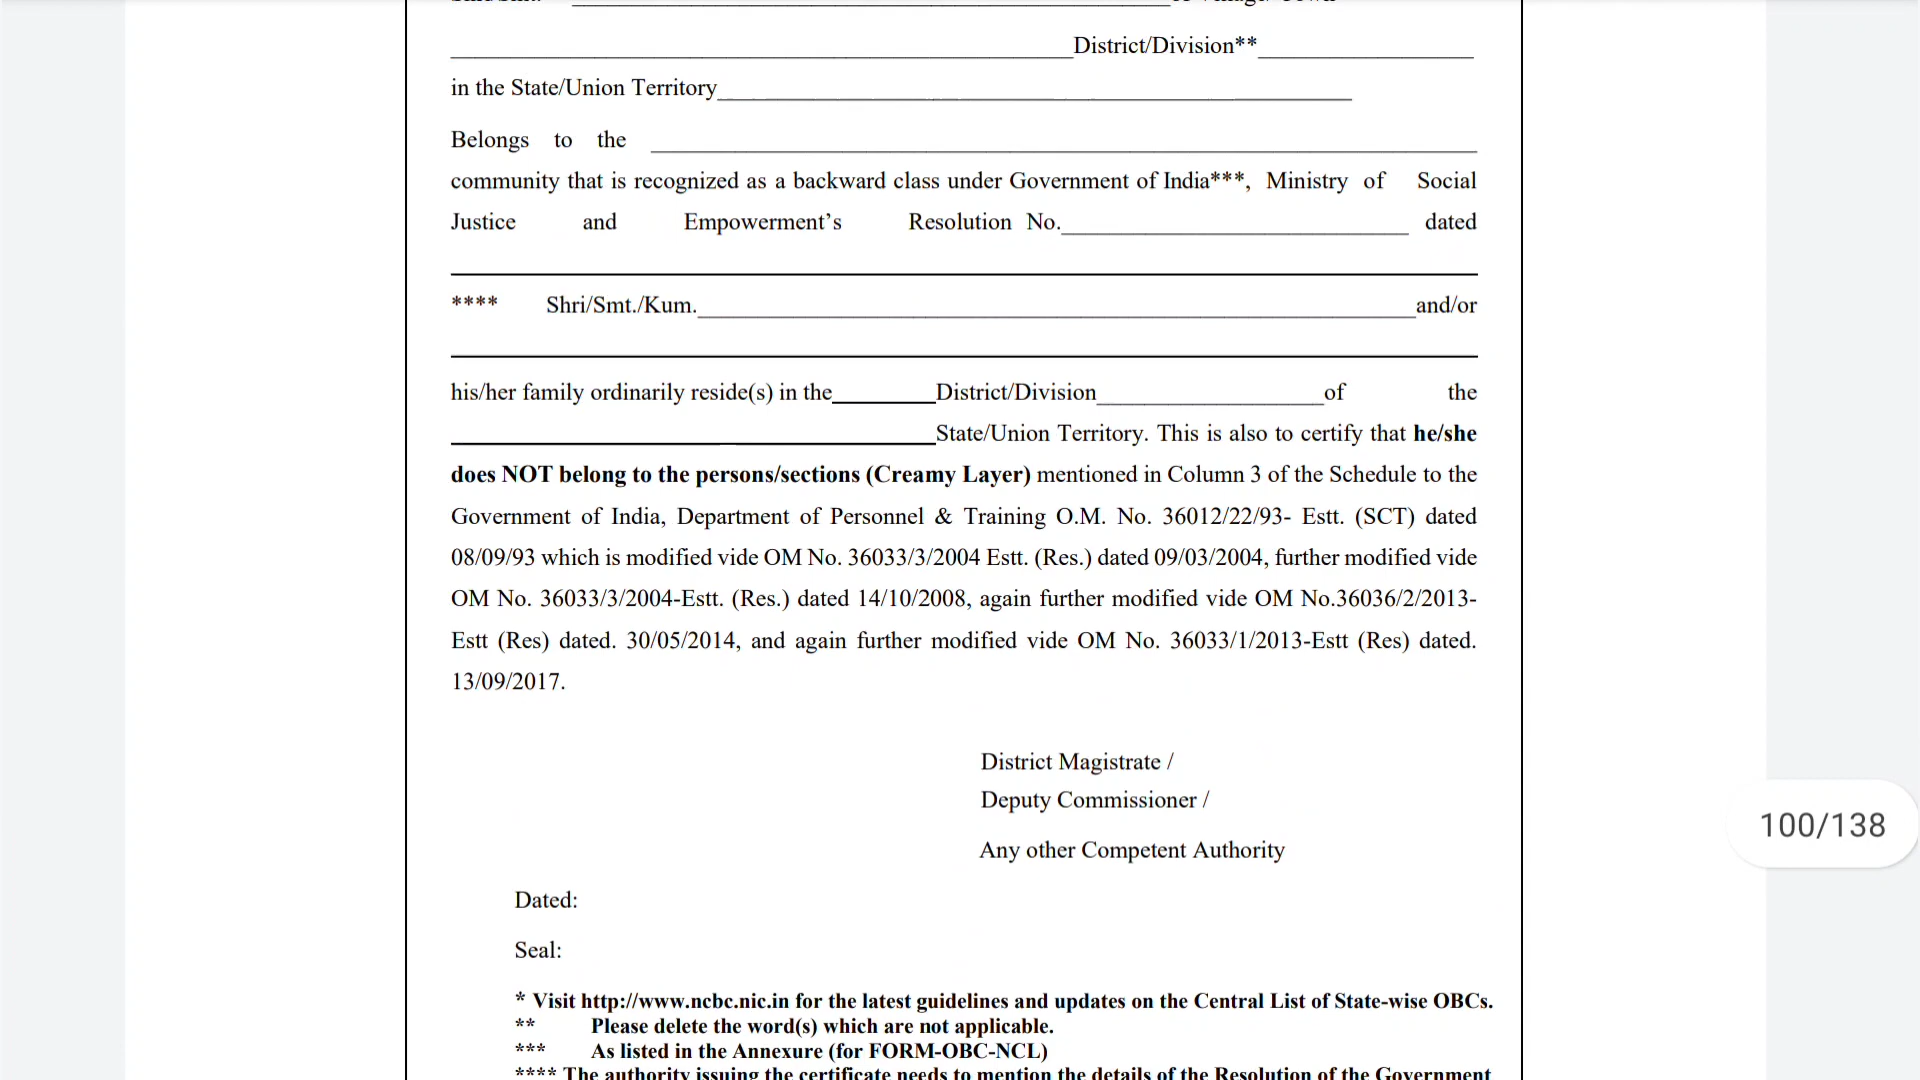 District/Division**
in the State/Union Territory
Belongs to the
community that is recognized as a backward class under Government of India***, Ministry of Social
Justice and Empowerment’s Resolution No. dated
**** Shri/Smt./Kum. and/or
his/her family ordinarily reside(s) in the District/Division of the
State/Union Territory. This is also to certify that he/she
does NOT belong to the persons/sections (Creamy Layer) mentioned in Column 3 of the Schedule to the
Government of India, Department of Personnel & Training O.M. No. 36012/22/93- Estt. (SCT) dated
08/09/93 which is modified vide OM No. 36033/3/2004 Estt. (Res.) dated 09/03/2004, further modified vide
OM No. 36033/3/2004-Estt. (Res.) dated 14/10/2008, again further modified vide OM No.36036/2/2013-
Estt (Res) dated. 30/05/2014, and again further modified vide OM No. 36033/1/2013-Estt (Res) dated.
13/09/2017.
District Magistrate /
Deputy Commissioner /
100/138
Any other Competent Authority
Dated:
Seal:
* Visit http://www.ncbc.nic.in for the latest guidelines and updates on the Central List of State-wise OBCs.
** Please delete the word(s) which are not applicable.
*** As listed in the Annexure (for FORM-OBC-NCL)
**** The authority issuing the certificate needs to mention the details of the Resolution of the Government